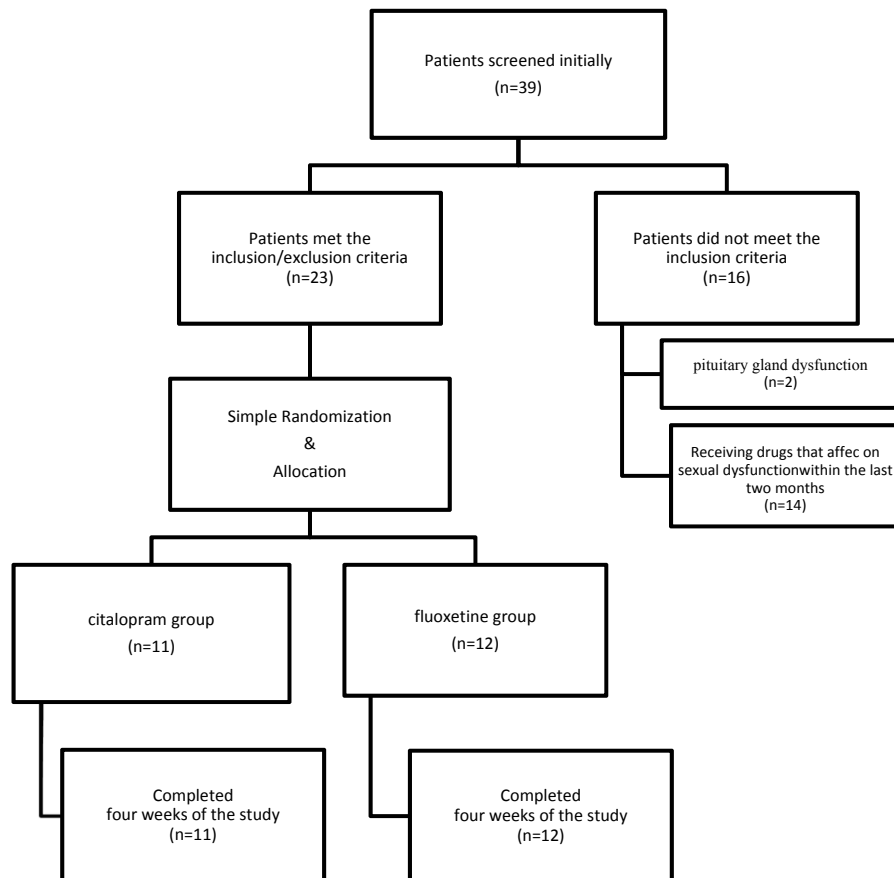 Patients screened initially
(n=39)
Patients met the
inclusion/exclusion criteria
(n=23)
Patients did not meet the
inclusion criteria
(n=16)
pituitary gland dysfunction
(n=2)
Receiving drugs that affec on
sexual dysfunctionwithin the last
two months
(n=14)
Simple Randomization
&
Allocation
citalopram group
(n=11)
fluoxetine group
(n=12)
Completed
four weeks of the study
(n=11)
Completed
four weeks of the study
(n=12)